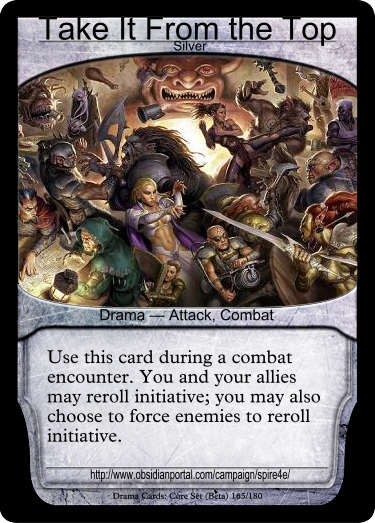 Take It From the Top
Silver
Drama — Attack, Combat
Use this card during a combat
encounter. You and your allies
may reroll initiative; you may also
choose to force enemies to reroll
initiative.
http://www.obsidianportal.com/campaign/spire4e/
Drama Cards: Core Set (Beta) 165/180